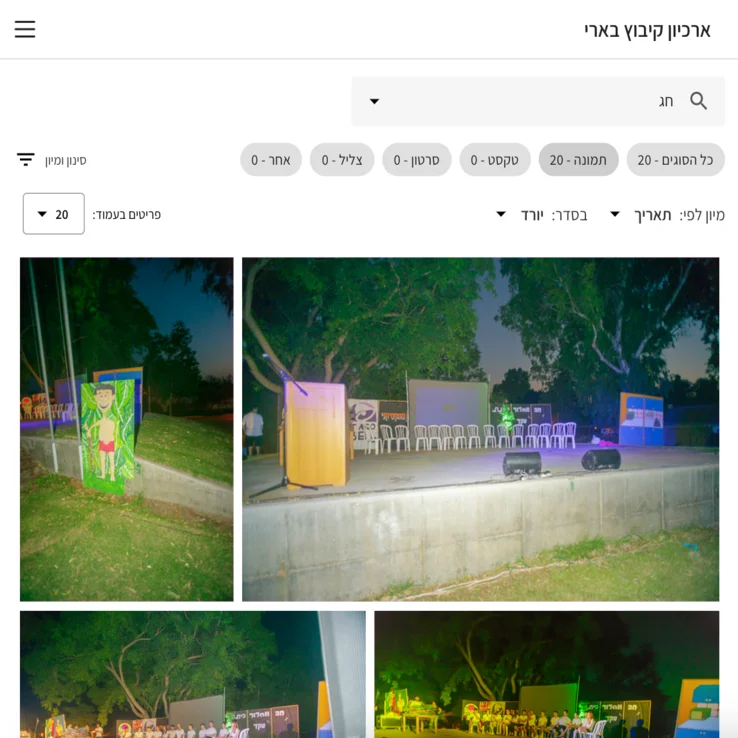 ארכיון קיבוץ בארי
חג
כל הסוגים - 20
תמונה - 20
טקסט - 0
סרטון - 0
צליל - 0
אחר - 0
סינון ומיון
מיון לפי: תאריך
בסדר: יורד
פריטים בעמוד: 20